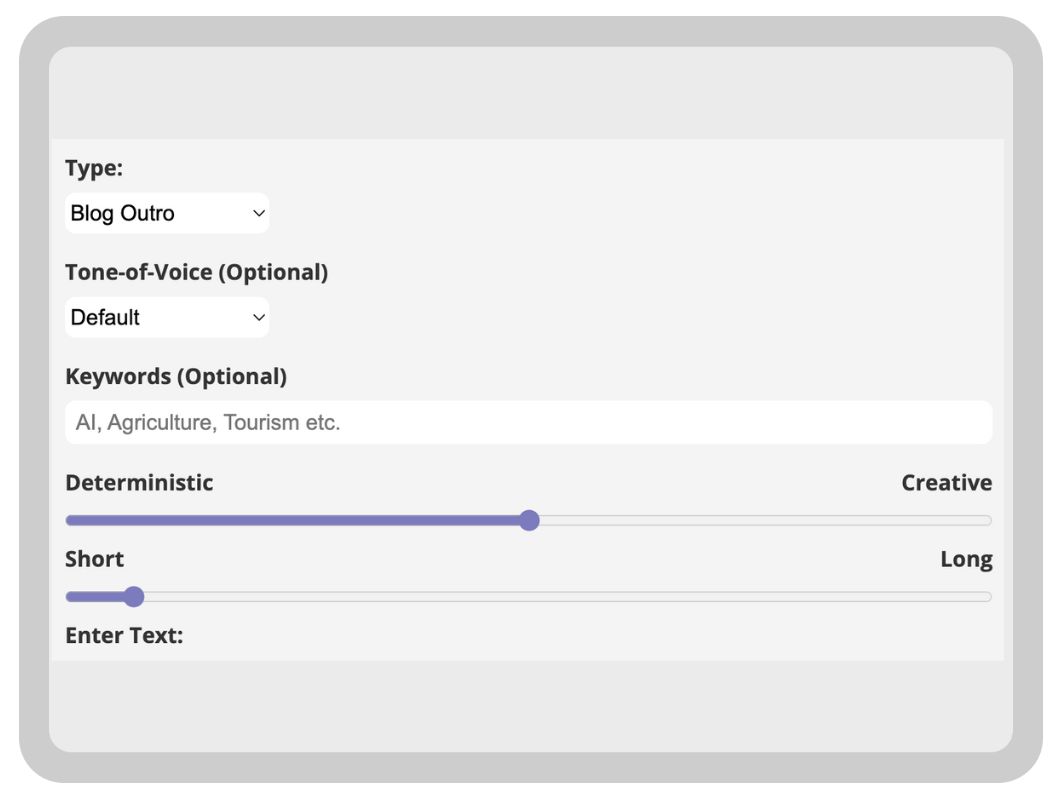 Type:
Blog Outro
Tone-of-Voice (Optional)
Default
Keywords (Optional)
AI, Agriculture, Tourism etc.
Deterministic Creative
Short Long
Enter Text: